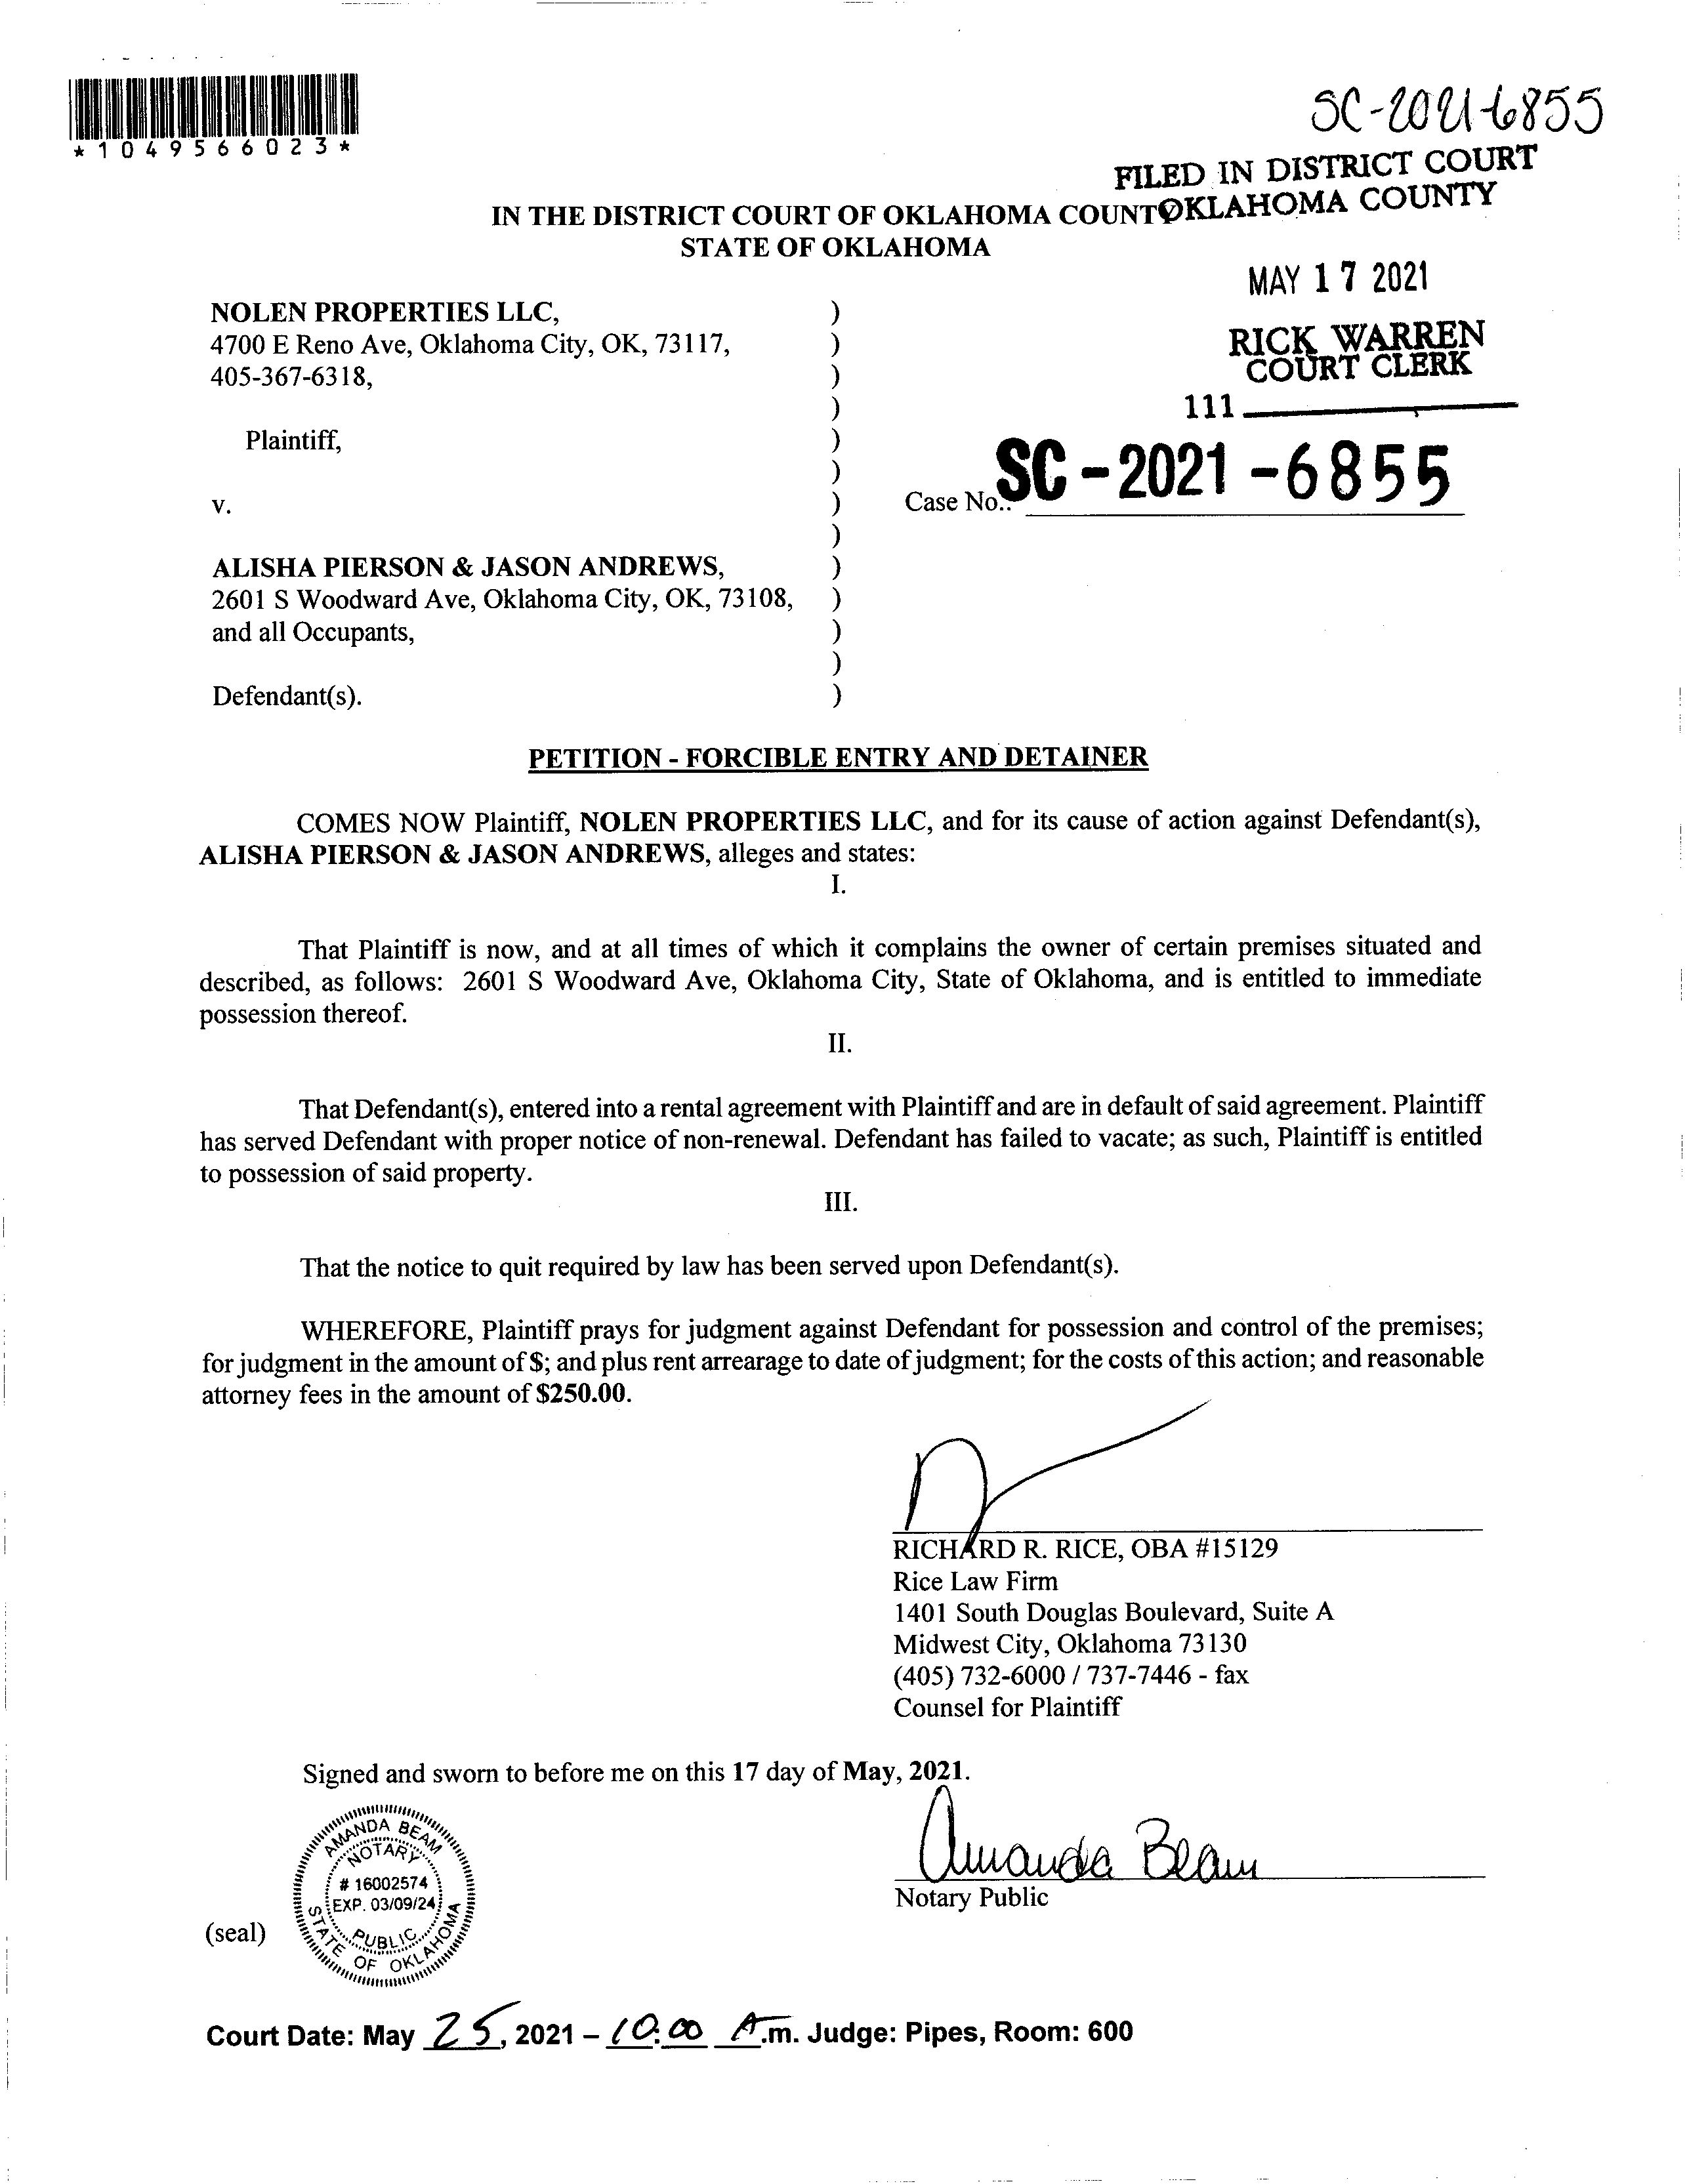 *1049566023*
SC-2021-6855
FILED IN DISTRICT COURT
OKLAHOMA COUNTY
IN THE DISTRICT COURT OF OKLAHOMA COUNT
STATE OF OKLAHOMA
MAY 17 2021
RICK WARREN
COURT CLERK
111
NOLEN PROPERTIES LLC, )
4700 E Reno Ave, Oklahoma City, OK, 73117, )
405-367-6318, )
)
Plaintiff, )
)
v. )
Case No.: SC-2021-6855
)
ALISHA PIERSON & JASON ANDREWS, )
2601 S Woodward Ave, Oklahoma City, OK, 73108, )
and all Occupants, )
)
Defendant(s). )
PETITION - FORCIBLE ENTRY AND DETAINER
COMES NOW Plaintiff, NOLEN PROPERTIES LLC, and for its cause of action against Defendant(s),
ALISHA PIERSON & JASON ANDREWS, alleges and states:
I.
That Plaintiff is now, and at all times of which it complains the owner of certain premises situated and
described, as follows: 2601 S Woodward Ave, Oklahoma City, State of Oklahoma, and is entitled to immediate
possession thereof.
II.
That Defendant(s), entered into a rental agreement with Plaintiff and are in default of said agreement. Plaintiff
has served Defendant with proper notice of non-renewal. Defendant has failed to vacate; as such, Plaintiff is entitled
to possession of said property.
III.
That the notice to quit required by law has been served upon Defendant(s).
WHEREFORE, Plaintiff prays for judgment against Defendant for possession and control of the premises;
for judgment in the amount of $; and plus rent arrearage to date of judgment; for the costs of this action; and reasonable
attorney fees in the amount of $250.00.
RICHARD R. RICE, OBA #15129
Rice Law Firm
1401 South Douglas Boulevard, Suite A
Midwest City, Oklahoma 73130
(405) 732-6000 / 737-7446 - fax
Counsel for Plaintiff
Signed and sworn to before me on this 17 day of May, 2021.
Amanda Beam
Notary Public
AMANDA BEAM
NOTARY
# 16002574
EXP. 03/09/24
PUBLIC
STATE OF OKLAHOMA
(seal)
Court Date: May 25, 2021 – 10:00 A.m. Judge: Pipes, Room: 600